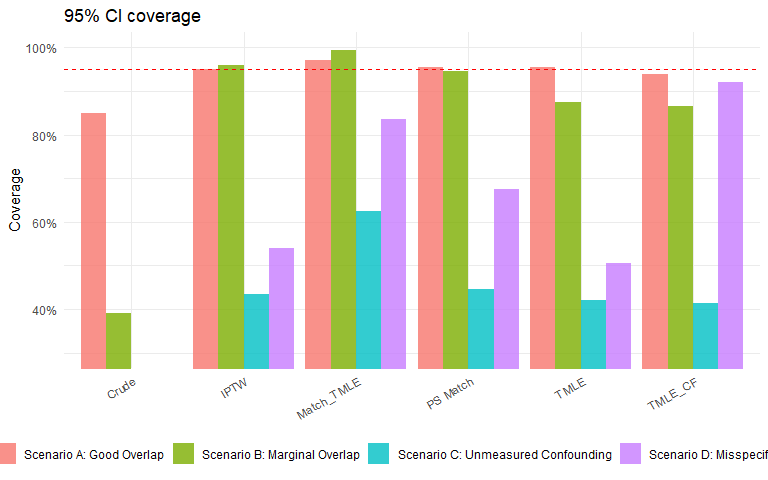 95% CI coverage
100%
80%
60%
40%
Coverage
Crude
IPTW
Match_TMLE
PS Match
TMLE
TMLE_CF
Scenario A: Good Overlap Scenario B: Marginal Overlap Scenario C: Unmeasured Confounding Scenario D: Misspecif